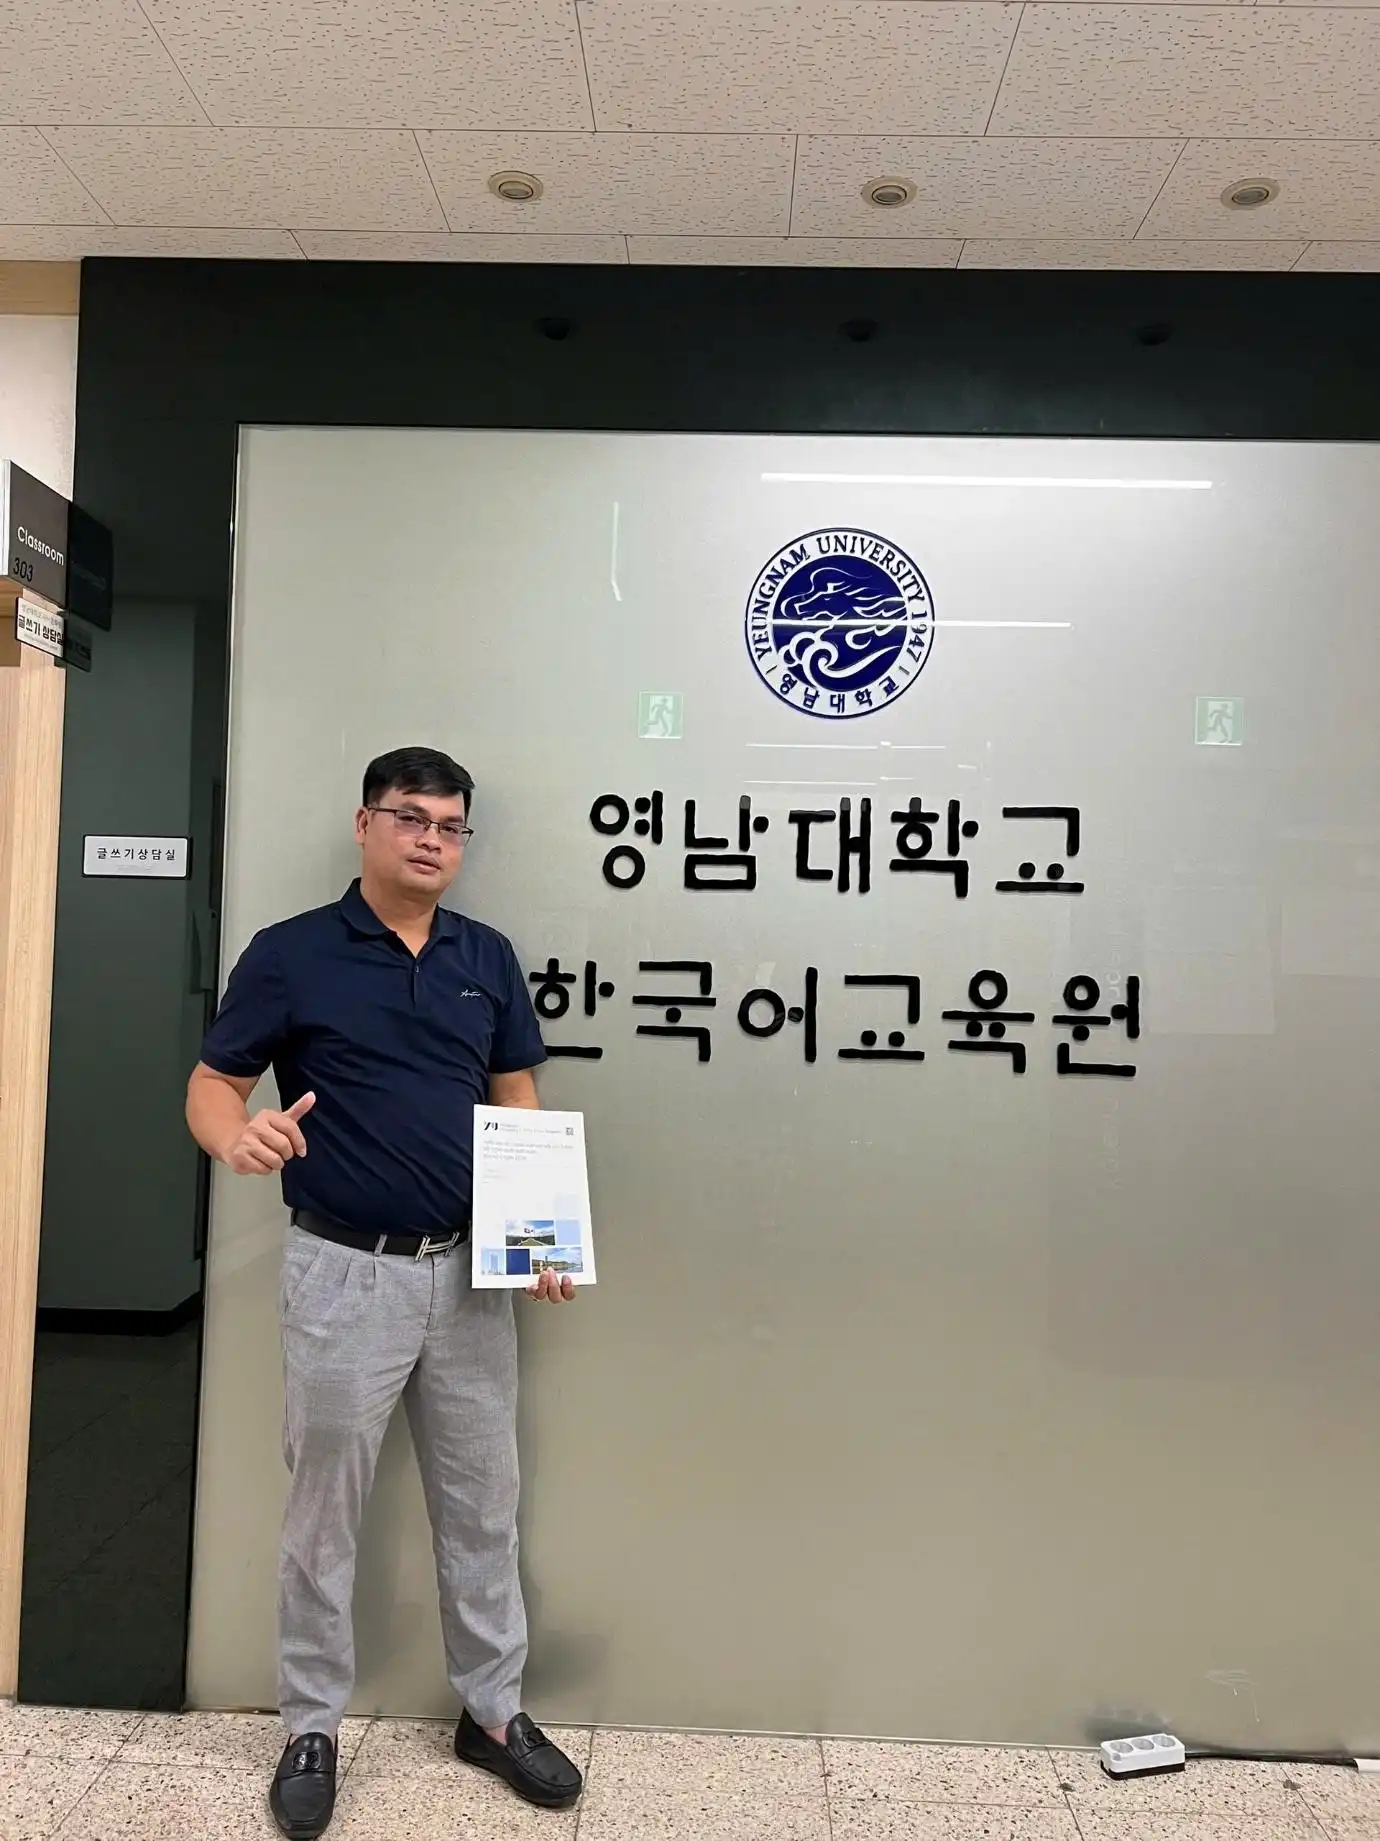 Classroom
303
글쓰기 상담실
글쓰기상담실
YEUNGNAM UNIVERSITY 1947
영남대학교
영남대학교
한국어교육원
YU